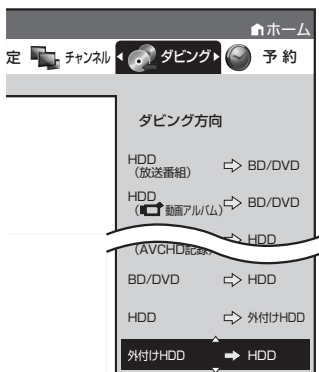 ホーム
定 チャンネル ダビング 予約
ダビング方向
HDD
(放送番組) ⇨ BD/DVD
HDD
(動画アルバム) ⇨ BD/DVD
⇨ HDD
(AVCHD記録)
BD/DVD ⇨ HDD
HDD ⇨ 外付けHDD
外付けHDD ➡ HDD